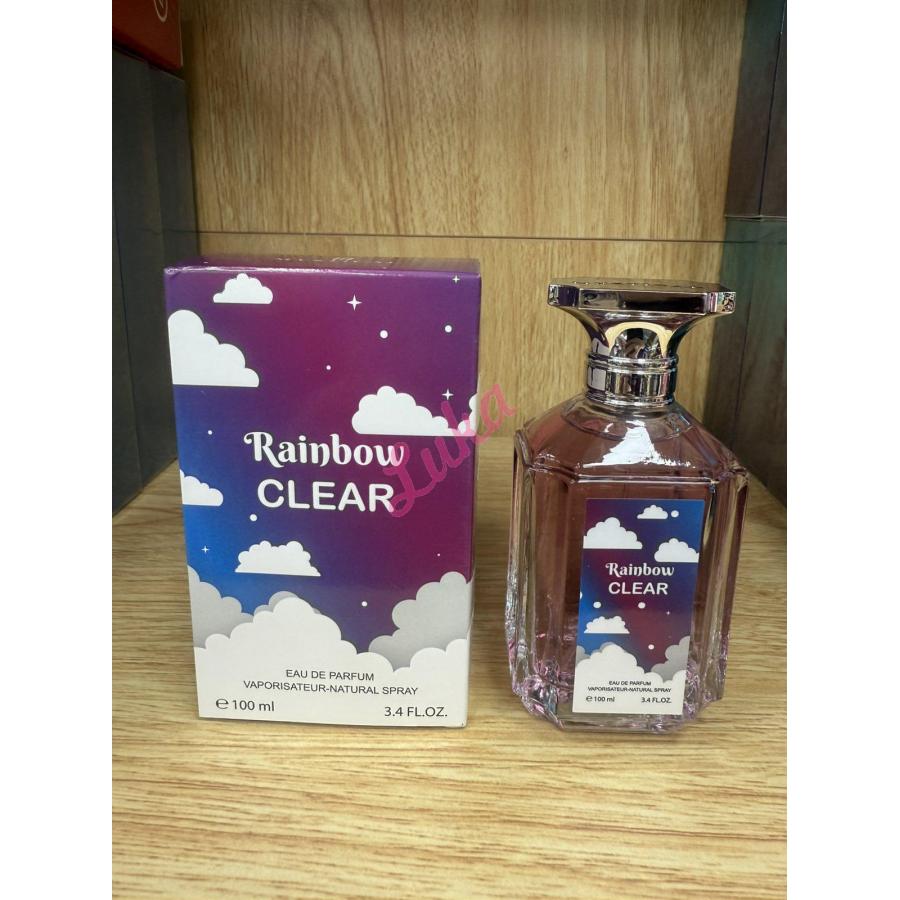 Rainbow
CLEAR
EAU DE PARFUM
VAPORISATEUR-NATURAL SPRAY
℮ 100 ml 3.4 FL.OZ.
Luka
Rainbow
CLEAR
EAU DE PARFUM
VAPORISATEUR-NATURAL SPRAY
℮ 100 ml 3.4 FL.OZ.